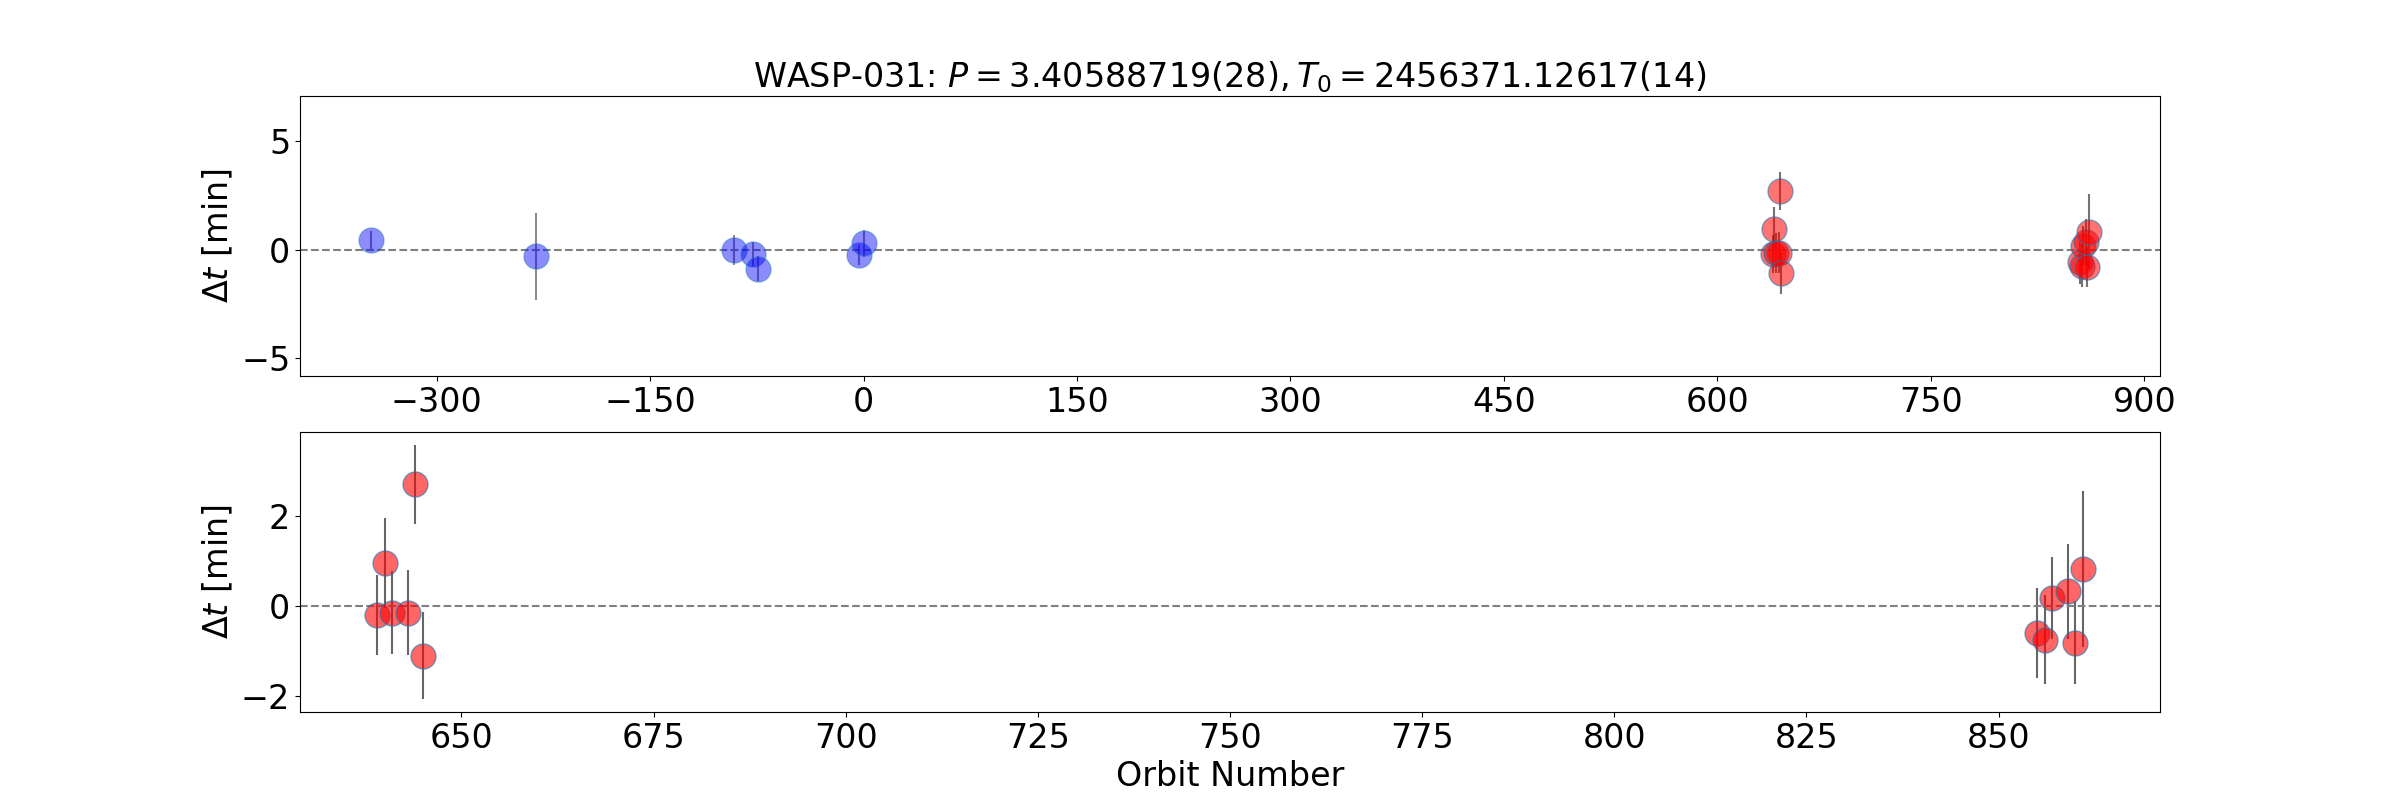 WASP-031: P = 3.40588719(28), T₀ = 2456371.12617(14)
Δt [min]
5
0
−5
−300 −150 0 150 300 450 600 750 900
Δt [min]
2
0
−2
650 675 700 725 750 775 800 825 850
Orbit Number